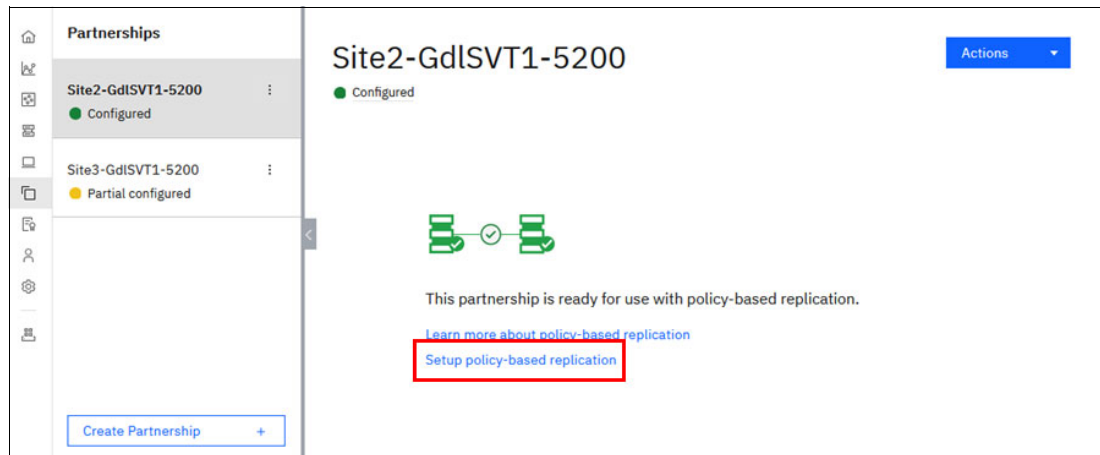 Partnerships
Site2-GdlSVT1-5200
Configured
Site3-GdlSVT1-5200
Partial configured
Create Partnership +
Site2-GdlSVT1-5200
Configured
Actions
This partnership is ready for use with policy-based replication.
Learn more about policy-based replication
Setup policy-based replication